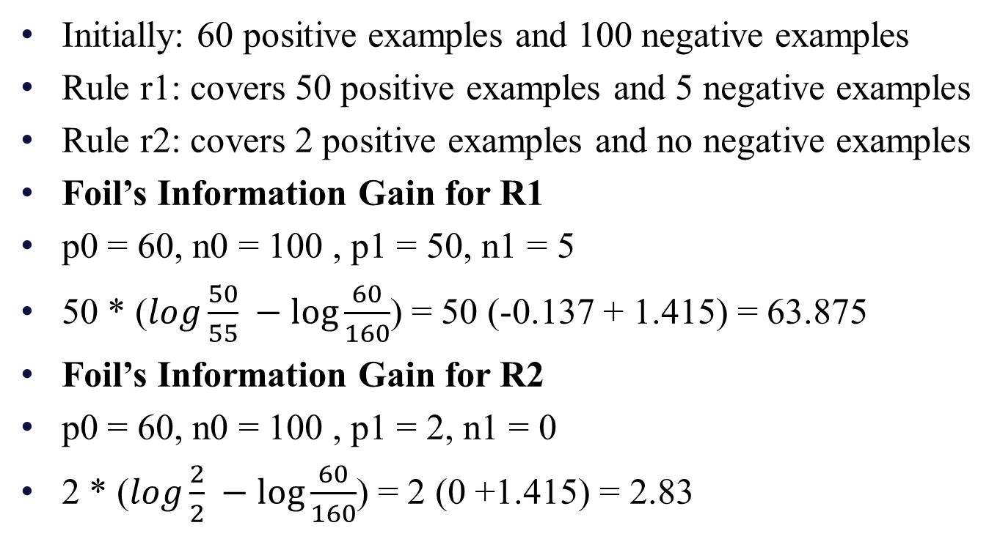 • Initially: 60 positive examples and 100 negative examples
• Rule r1: covers 50 positive examples and 5 negative examples
• Rule r2: covers 2 positive examples and no negative examples
• Foil’s Information Gain for R1
• p0 = 60, n0 = 100 , p1 = 50, n1 = 5
• 50 * (log 50/55 − log 60/160) = 50 (-0.137 + 1.415) = 63.875
• Foil’s Information Gain for R2
• p0 = 60, n0 = 100 , p1 = 2, n1 = 0
• 2 * (log 2/2 − log 60/160) = 2 (0 +1.415) = 2.83